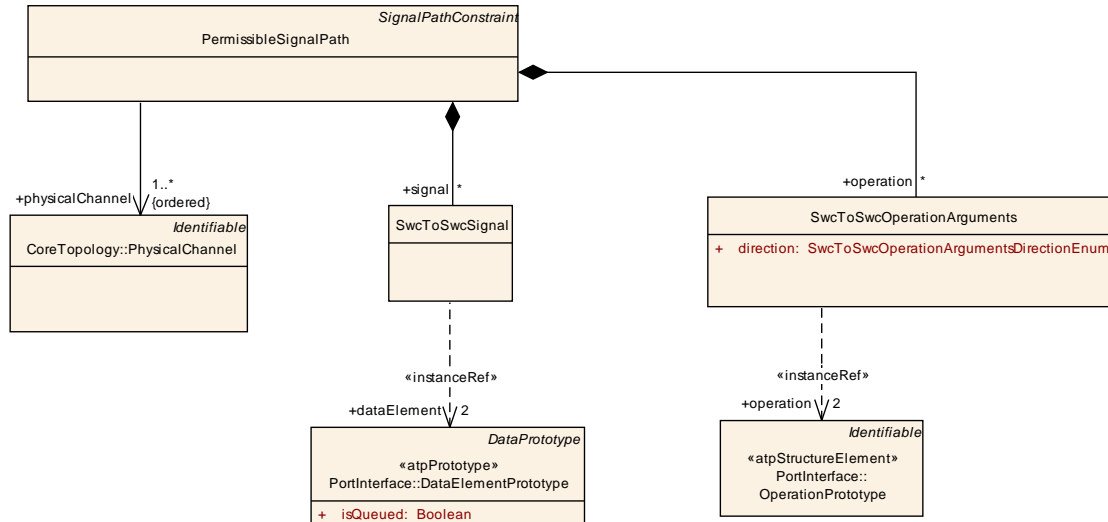 SignalPathConstraint
PermissibleSignalPath
+physicalChannel
1..*
{ordered}
+signal *
+operation *
Identifiable
CoreTopology::PhysicalChannel
SwcToSwcSignal
SwcToSwcOperationArguments
+ direction: SwcToSwcOperationArgumentsDirectionEnum
«instanceRef»
«instanceRef»
+dataElement 2
+operation 2
DataPrototype
«atpPrototype»
PortInterface::DataElementPrototype
+ isQueued: Boolean
Identifiable
«atpStructureElement»
PortInterface::
OperationPrototype